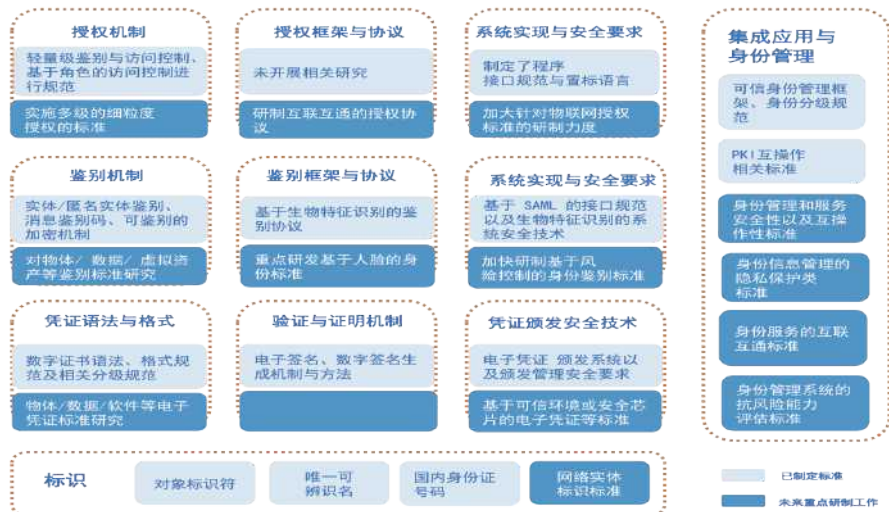 授权机制
轻量级鉴别与访问控制、
基于角色的访问控制进
行规范
实施多级的细粒度
授权的标准
授权框架与协议
未开展相关研究
研制互联互通的授权协
议
系统实现与安全要求
制定了程序
接口规范与置标语言
加大针对物联网授权
标准的研制力度
鉴别机制
实体/匿名实体鉴别、
消息鉴别码、可鉴别的
加密机制
对物体/ 数据/ 虚拟资
产等鉴别标准研究
鉴别框架与协议
基于生物特征识别的鉴
别协议
重点研发基于人脸的身
份标准
系统实现与安全要求
基于 SAML 的接口规范
以及生物特征识别的系
统安全技术
加快研制基于风
险控制的身份鉴别标准
凭证语法与格式
数字证书语法、格式规
范及相关分级规范
物体/数据/软件等电子
凭证标准研究
验证与证明机制
电子签名、数字签名生
成机制与方法
凭证颁发安全技术
电子凭证 颁发系统以
及颁发管理安全要求
基于可信环境或安全芯
片的电子凭证等标准
集成应用与
身份管理
可信身份管理框
架、身份分级规
范
PKI互操作
相关标准
身份管理和服务
安全性以及互操
作性标准
身份信息管理的
隐私保护类
标准
身份服务的互联
互通标准
身份管理系统的
抗风险能力
评估标准
标识
对象标识符
唯一可
辨识名
国内身份证
号码
网络实体
标识标准
已制定标准
未来重点研制工作